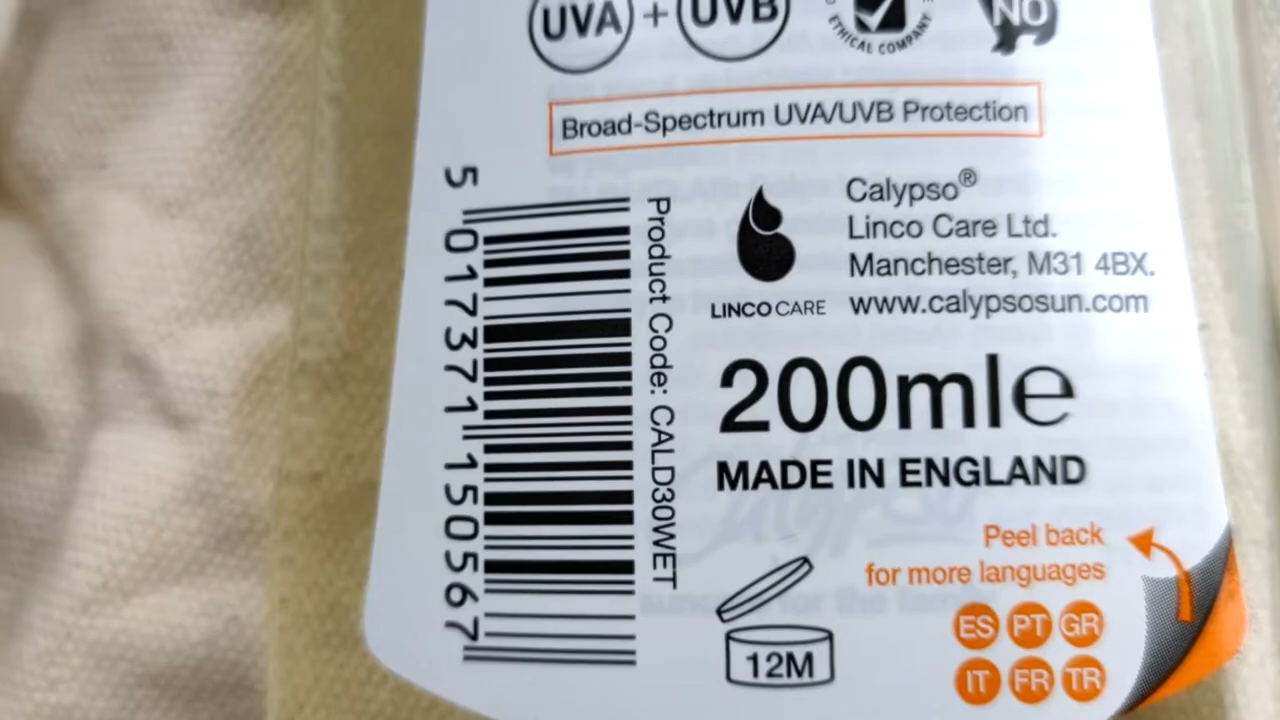 UVA + UVB
ETHICAL COMPANY
NO
Broad-Spectrum UVA/UVB Protection
5 017371 150567
Product Code: CALD30WET
LINCO CARE
Calypso®
Linco Care Ltd.
Manchester, M31 4BX.
www.calypsosun.com
200ml℮
MADE IN ENGLAND
Peel back
for more languages
ES PT GR
IT FR TR
12M